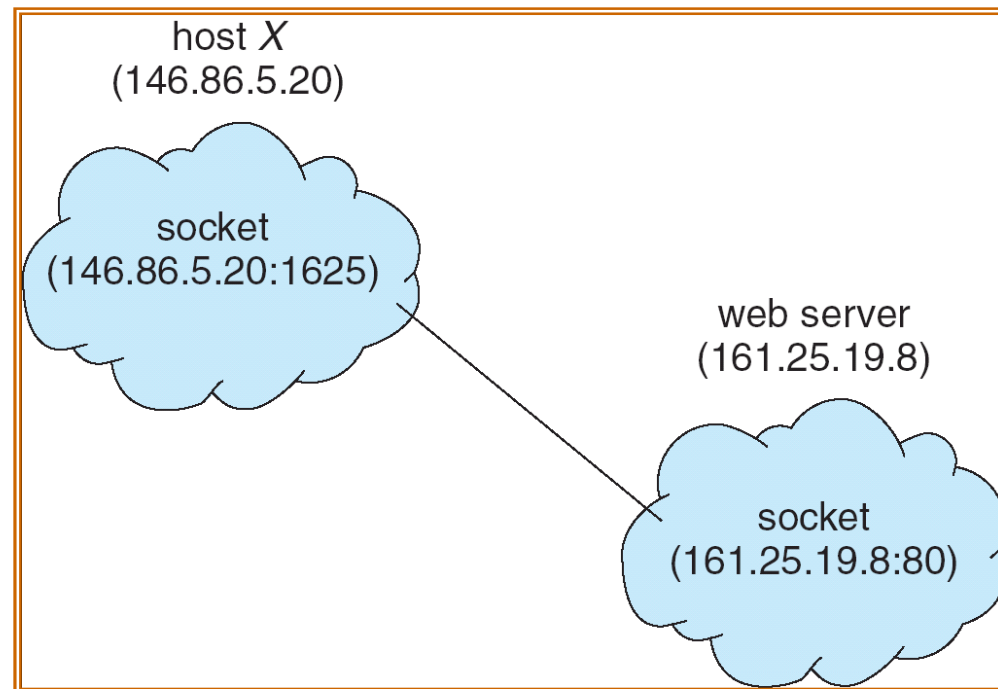 host X
(146.86.5.20)
socket
(146.86.5.20:1625)
web server
(161.25.19.8)
socket
(161.25.19.8:80)